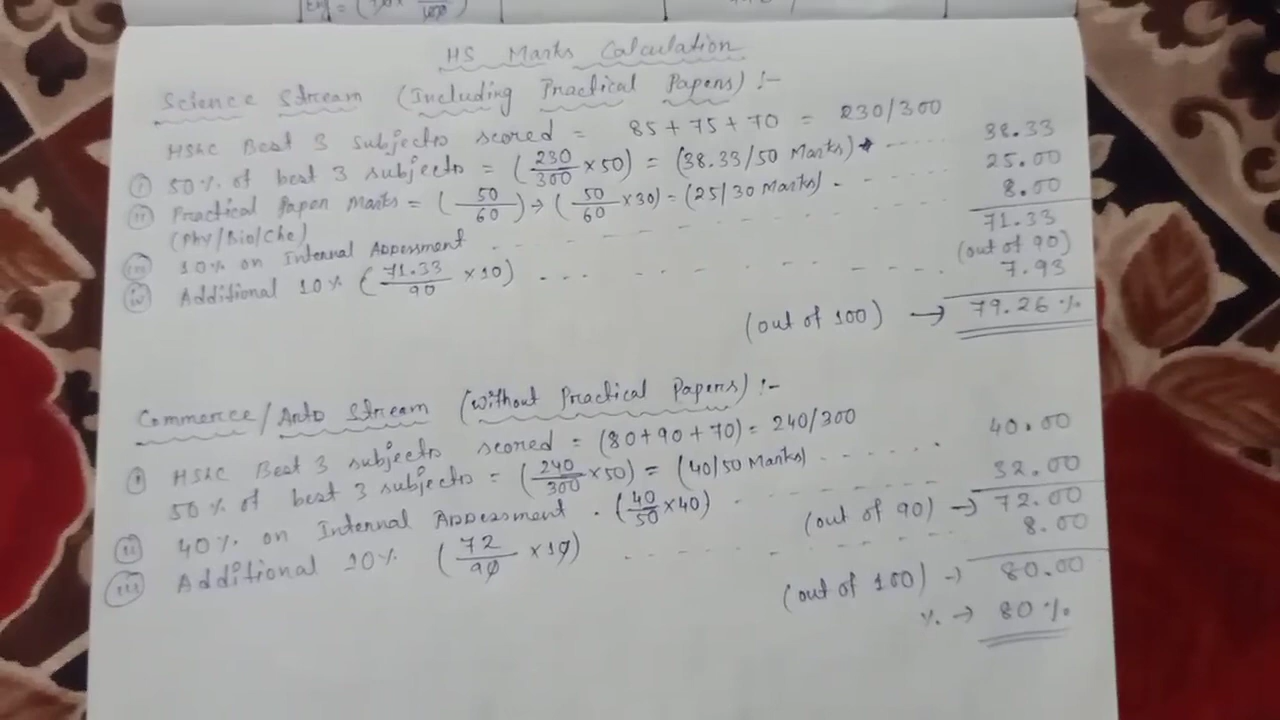 HS Marks Calculation
Science Stream (Including Practical Papers) :-
HSLC Best 3 subjects scored = 85 + 75 + 70 = 230/300
(i) 50% of best 3 subjects = (230/300 × 50) = (38.33/50 Marks) 38.33
(ii) Practical Paper Marks = (50/60) → (50/60 × 30) = (25/30 Marks) 25.00
(Phy/Bio/Che)
(iii) 10% on Internal Assessment 8.00
71.33
(out of 90)
(iv) Additional 10% (71.33/90 × 10) 7.93
(out of 100) → 79.26 %
Commerce/Arts Stream (Without Practical Papers) :-
(i) HSLC Best 3 subjects scored = (80+90+70) = 240/300
50% of best 3 subjects = (240/300 × 50) = (40/50 Marks) 40.00
(ii) 40% on Internal Assessment . (40/50 × 40) 32.00
(out of 90) → 72.00
(iii) Additional 10% (72/90 × 10) 8.00
(out of 100) → 80.00
% → 80 %